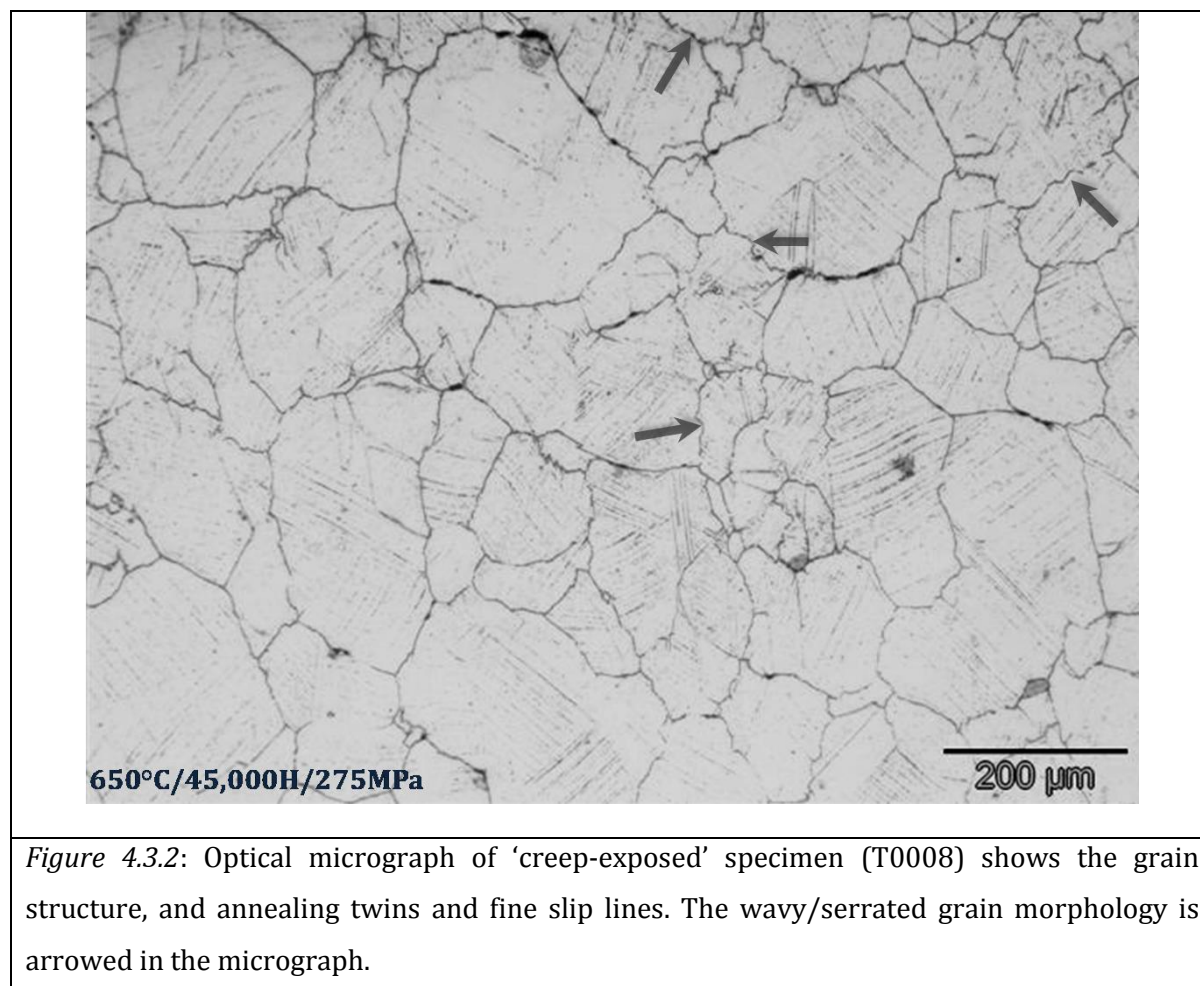 650°C/45,000H/275MPa
200 µm
Figure 4.3.2: Optical micrograph of ‘creep-exposed’ specimen (T0008) shows the grain
structure, and annealing twins and fine slip lines. The wavy/serrated grain morphology is
arrowed in the micrograph.